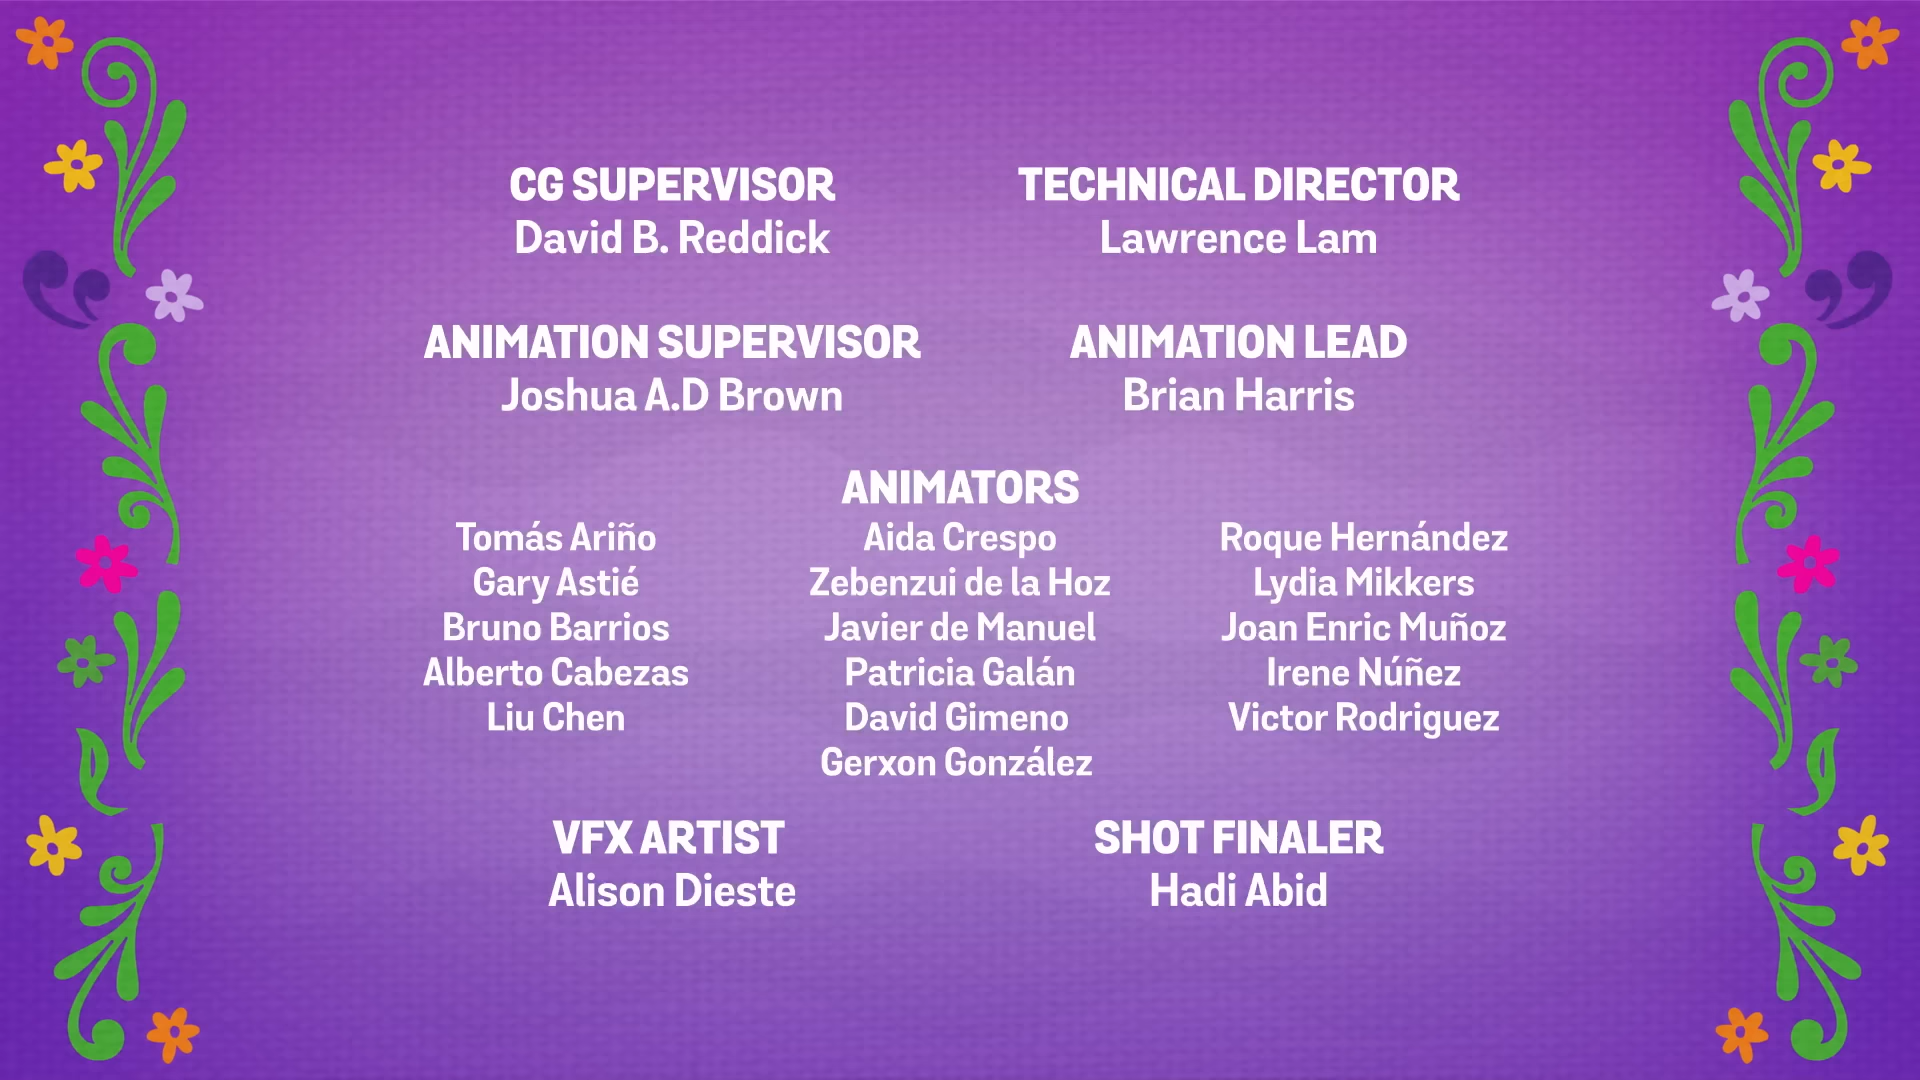 CG SUPERVISOR
David B. Reddick
TECHNICAL DIRECTOR
Lawrence Lam
ANIMATION SUPERVISOR
Joshua A.D Brown
ANIMATION LEAD
Brian Harris
ANIMATORS
Tomás Ariño
Gary Astié
Bruno Barrios
Alberto Cabezas
Liu Chen
Aida Crespo
Zebenzui de la Hoz
Javier de Manuel
Patricia Galán
David Gimeno
Gerxon González
Roque Hernández
Lydia Mikkers
Joan Enric Muñoz
Irene Núñez
Victor Rodriguez
VFX ARTIST
Alison Dieste
SHOT FINALER
Hadi Abid